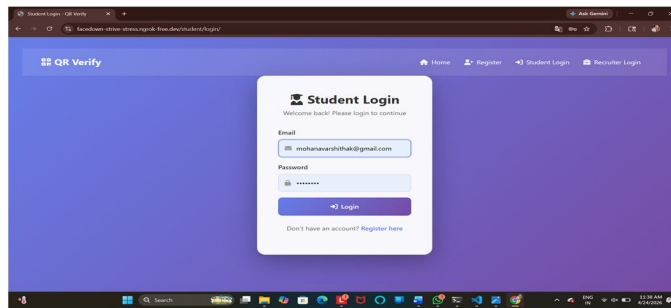 Student Login - QR Verify
Ask Gemini
facedown-strive-stress.ngrok-free.dev/student/login/
QR Verify
Home
Register
Student Login
Recruiter Login
Student Login
Welcome back! Please login to continue
Email
mohanavarshithak@gmail.com
Password
Login
Don't have an account? Register here
Search
ENG
IN
11:38 AM
4/24/2026